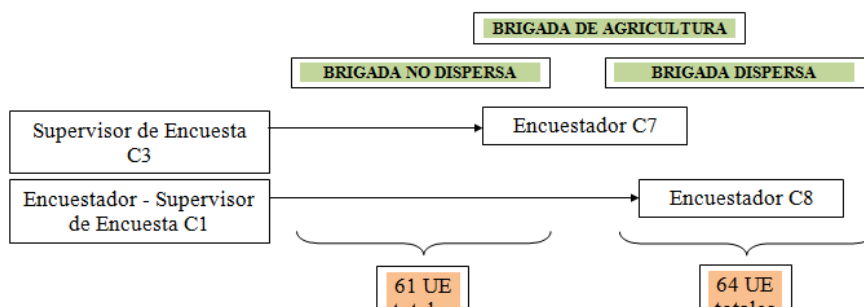 BRIGADA DE AGRICULTURA
BRIGADA NO DISPERSA
BRIGADA DISPERSA
Supervisor de Encuesta
C3
Encuestador C7
Encuestador - Supervisor
de Encuesta C1
Encuestador C8
61 UE
64 UE
totales